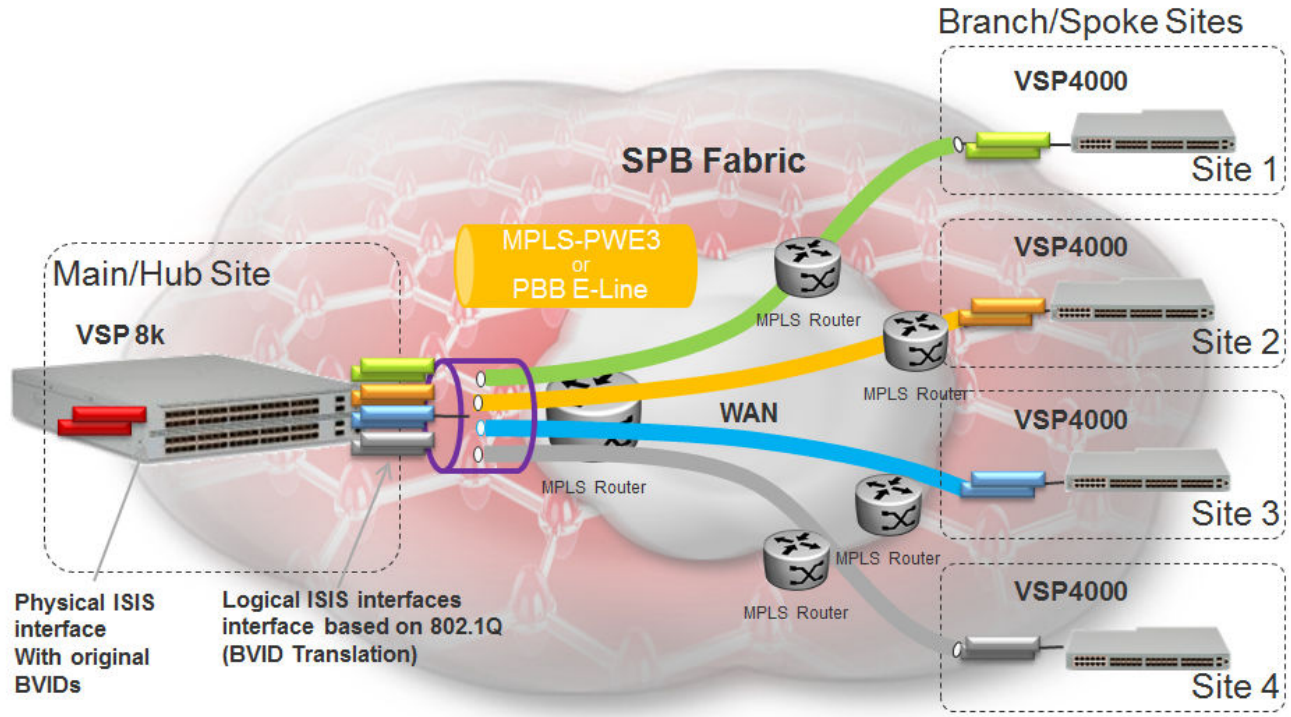 Branch/Spoke Sites
VSP4000
Site 1
SPB Fabric
MPLS-PWE3
or
PBB E-Line
MPLS Router
VSP4000
Site 2
MPLS Router
Main/Hub Site
VSP 8k
WAN
MPLS Router
VSP4000
Site 3
MPLS Router
MPLS Router
VSP4000
Site 4
Physical ISIS
interface
With original
BVIDs
Logical ISIS interfaces
interface based on 802.1Q
(BVID Translation)